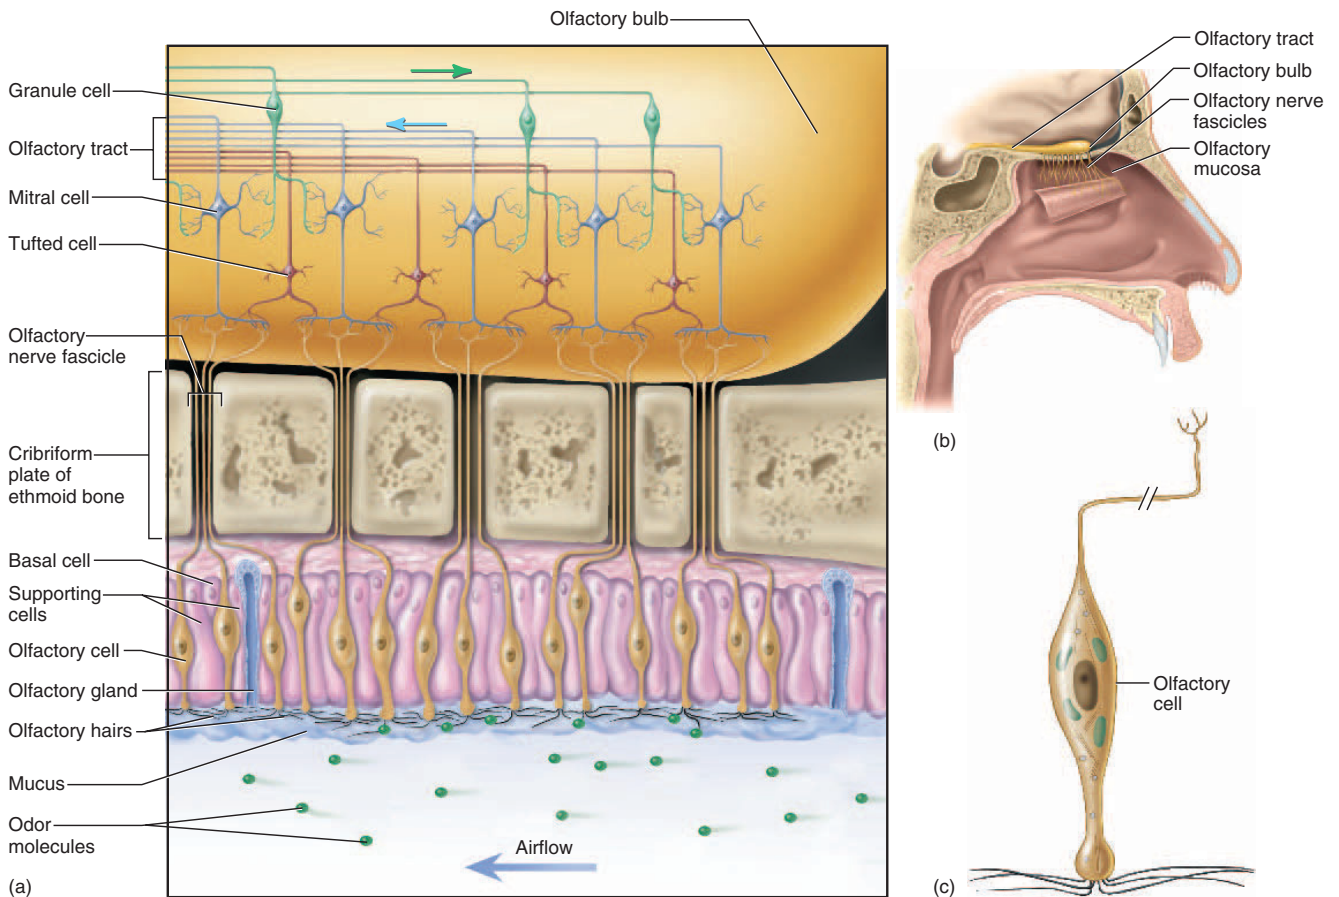 Olfactory bulb
Granule cell
Olfactory tract
Mitral cell
Tufted cell
Olfactory
nerve fascicle
Cribriform
plate of
ethmoid bone
Basal cell
Supporting
cells
Olfactory cell
Olfactory gland
Olfactory hairs
Mucus
Odor
molecules
Airflow
(a)
Olfactory tract
Olfactory bulb
Olfactory nerve
fascicles
Olfactory
mucosa
(b)
Olfactory
cell
(c)